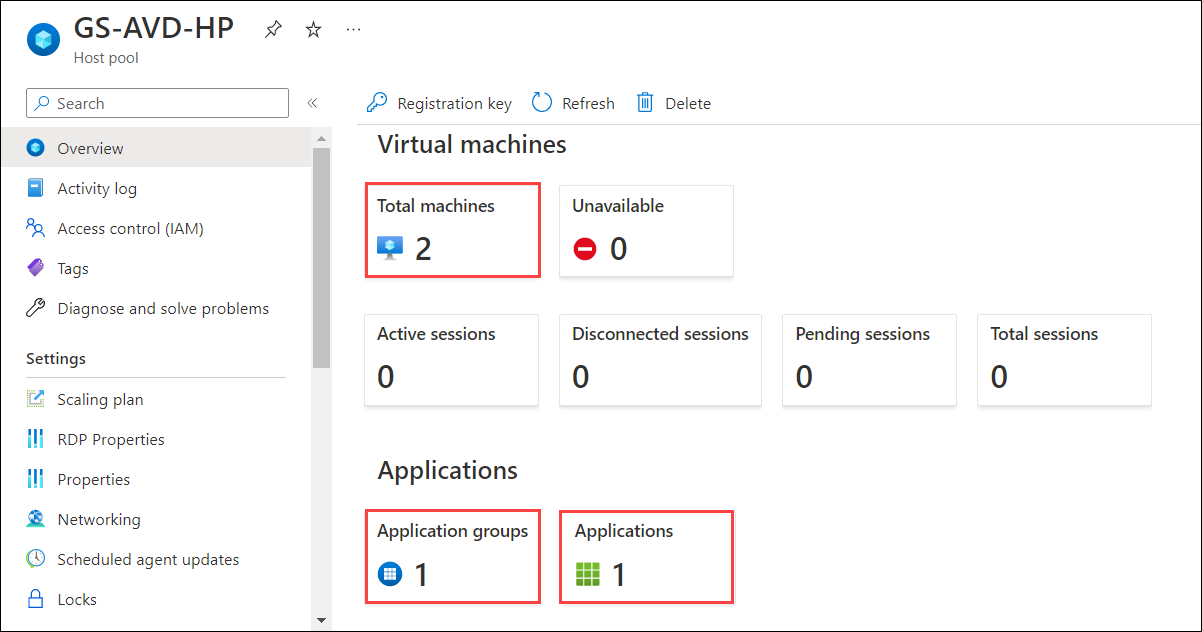 GS-AVD-HP
Host pool
Search
Overview
Activity log
Access control (IAM)
Tags
Diagnose and solve problems
Settings
Scaling plan
RDP Properties
Properties
Networking
Scheduled agent updates
Locks
Registration key Refresh Delete
Virtual machines
Total machines Unavailable
2 0
Active sessions Disconnected sessions Pending sessions Total sessions
0 0 0 0
Applications
Application groups Applications
1 1